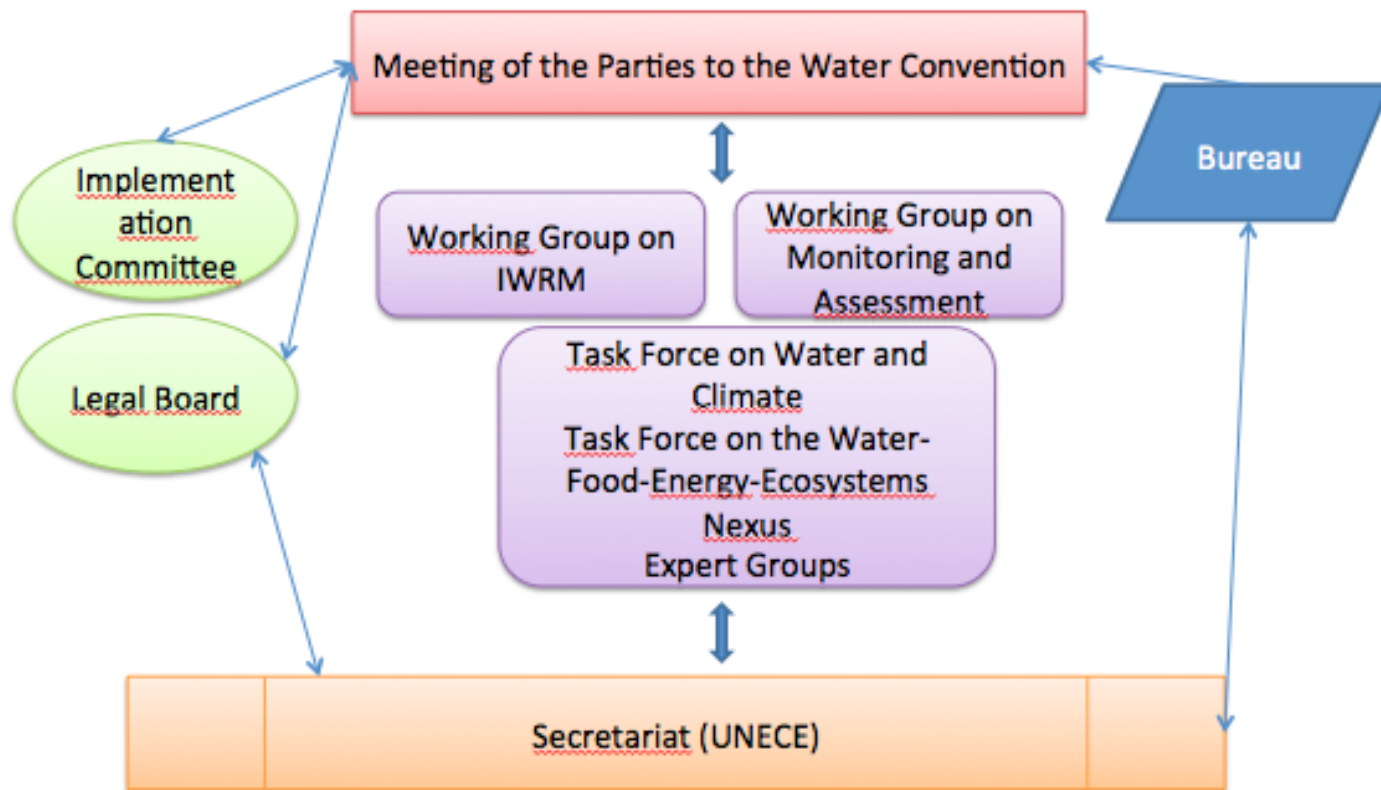 Meeting of the Parties to the Water Convention
Bureau
Implement
ation
Committee
Working Group on
IWRM
Working Group on
Monitoring and
Assessment
Legal Board
Task Force on Water and
Climate
Task Force on the Water-
Food-Energy-Ecosystems
Nexus
Expert Groups
Secretariat (UNECE)